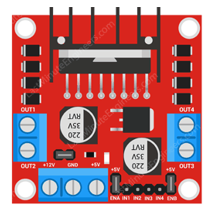 OUT1
OUT4
220
35V
RVT
220
35V
RVT
OUT2
+12V
GND
+5V
OUT3
+5V
+5V
ENA IN1 IN2 IN3 IN4 ENB